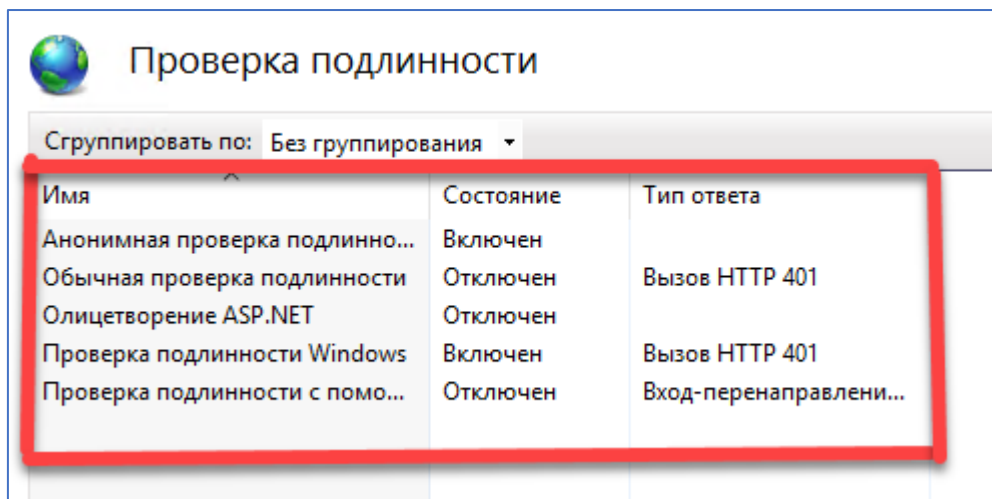 Проверка подлинности
Сгруппировать по: Без группирования
Имя Состояние Тип ответа
Анонимная проверка подлинно... Включен
Обычная проверка подлинности Отключен Вызов HTTP 401
Олицетворение ASP.NET Отключен
Проверка подлинности Windows Включен Вызов HTTP 401
Проверка подлинности с помо... Отключен Вход-перенаправлени...